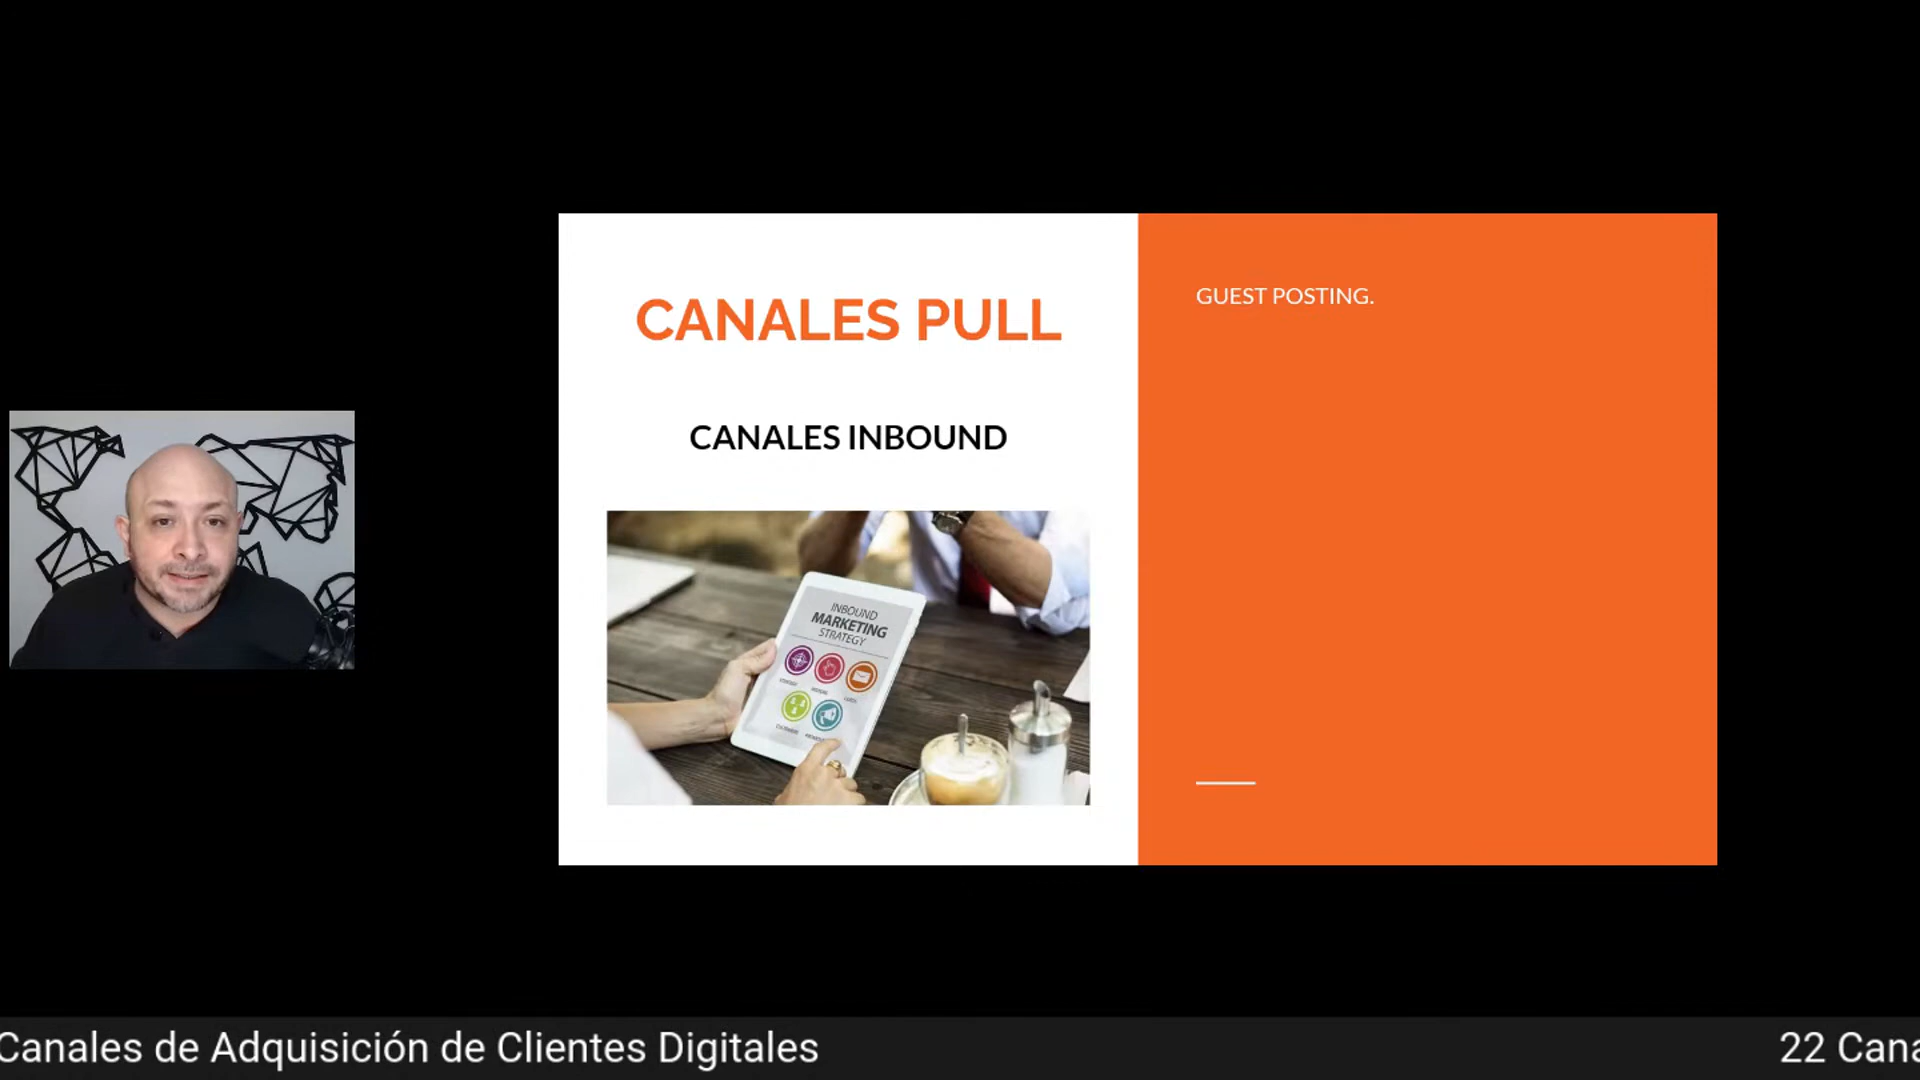 CANALES PULL
CANALES INBOUND
INBOUND
MARKETING
STRATEGY
GUEST POSTING.
Canales de Adquisición de Clientes Digitales
22 Cana